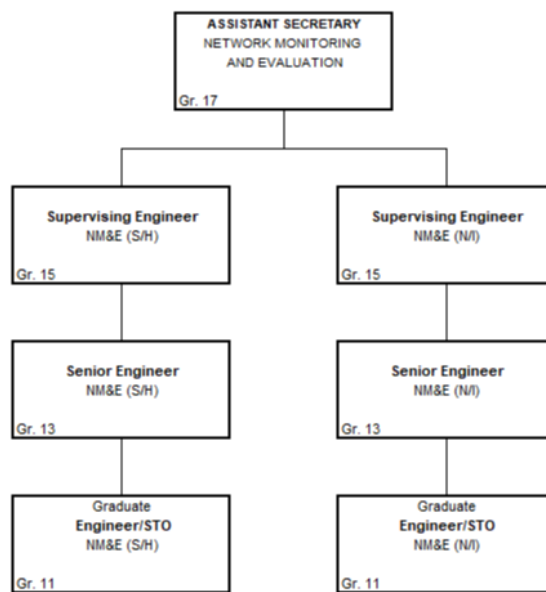 ASSISTANT SECRETARY
NETWORK MONITORING
AND EVALUATION
Gr. 17
Supervising Engineer
NM&E (S/H)
Gr. 15
Supervising Engineer
NM&E (N/I)
Gr. 15
Senior Engineer
NM&E (S/H)
Gr. 13
Senior Engineer
NM&E (N/I)
Gr. 13
Graduate
Engineer/STO
NM&E (S/H)
Gr. 11
Graduate
Engineer/STO
NM&E (N/I)
Gr. 11